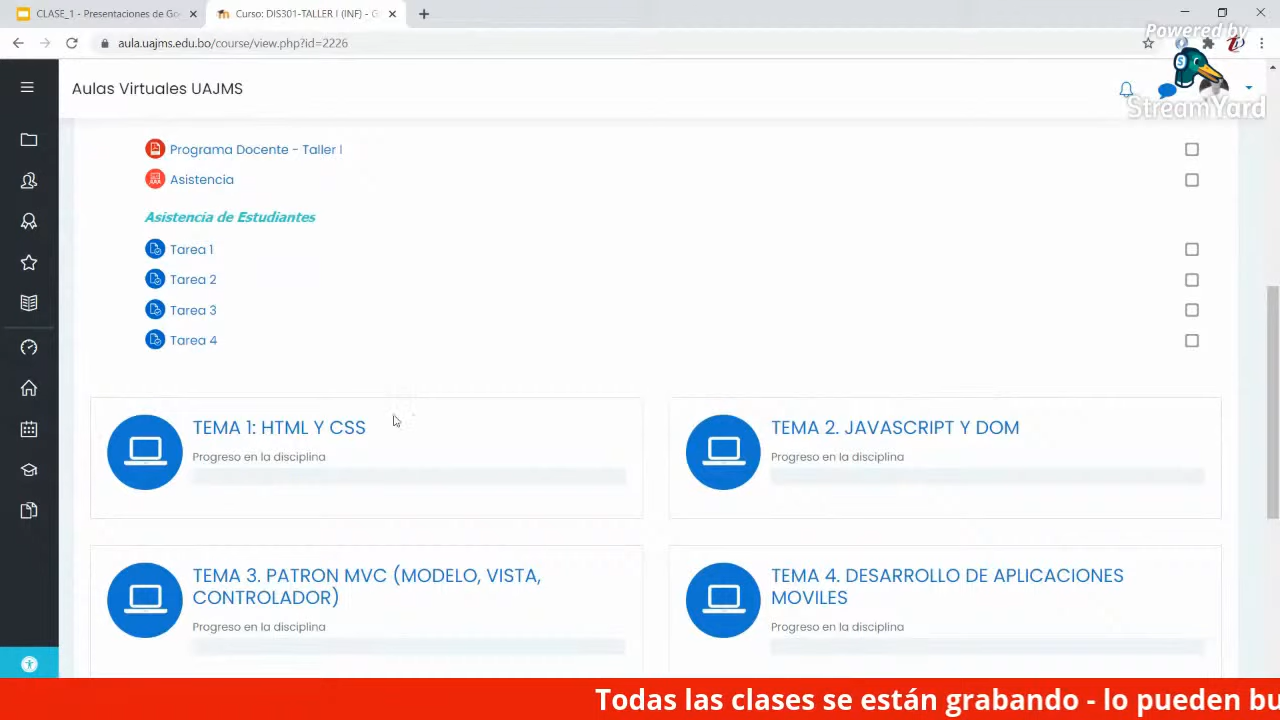 CLASE_1 - Presentaciones de Go
Curso: DIS301-TALLER I (INF) - G
aula.uajms.edu.bo/course/view.php?id=2226
Powered by
StreamYard
Aulas Virtuales UAJMS
Programa Docente - Taller I
Asistencia
Asistencia de Estudiantes
Tarea 1
Tarea 2
Tarea 3
Tarea 4
TEMA 1: HTML Y CSS
Progreso en la disciplina
TEMA 2. JAVASCRIPT Y DOM
Progreso en la disciplina
TEMA 3. PATRON MVC (MODELO, VISTA,
CONTROLADOR)
Progreso en la disciplina
TEMA 4. DESARROLLO DE APLICACIONES
MOVILES
Progreso en la disciplina
Todas las clases se están grabando - lo pueden bu